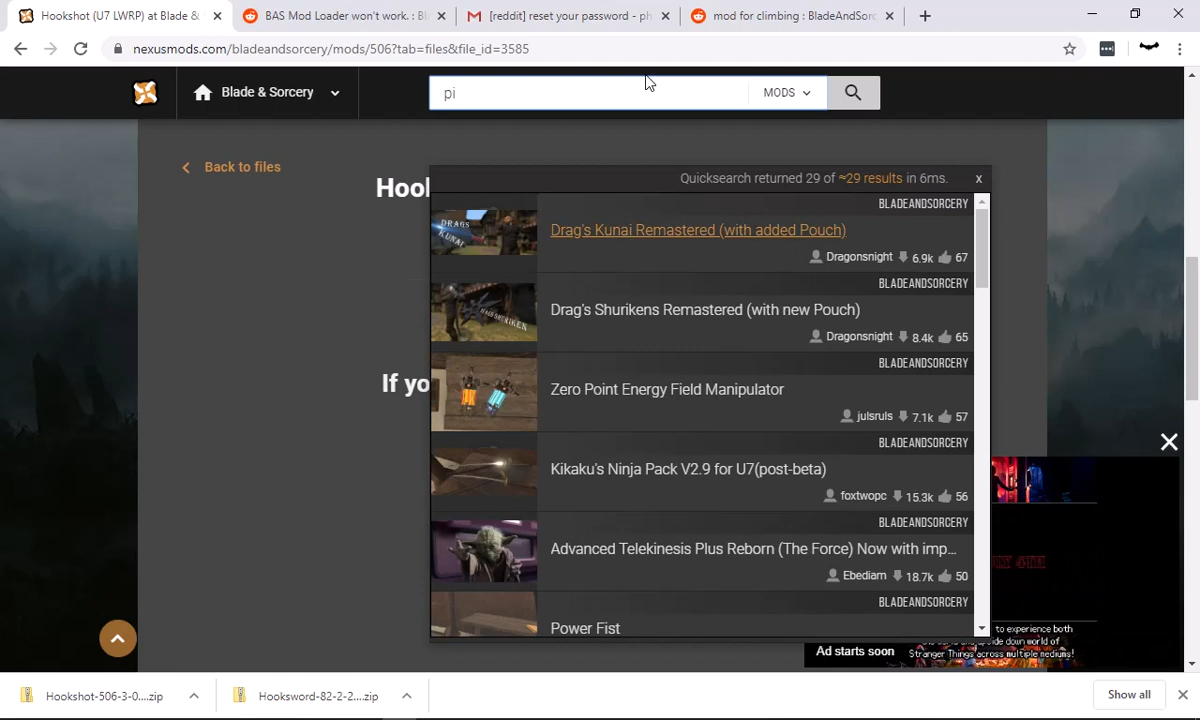 Hookshot (U7 LWRP) at Blade &
BAS Mod Loader won't work. : Bl
[reddit] reset your password - ph
mod for climbing : BladeAndSorc
nexusmods.com/bladeandsorcery/mods/506?tab=files&file_id=3585
Blade & Sorcery
pi
MODS
Back to files
Hool
If yo
Quicksearch returned 29 of ≈29 results in 6ms.
x
BLADEANDSORCERY
DRAGS
KUNAI
Drag's Kunai Remastered (with added Pouch)
Dragonsnight 6.9k 67
BLADEANDSORCERY
Drag's Shurikens Remastered (with new Pouch)
Dragonsnight 8.4k 65
BLADEANDSORCERY
Zero Point Energy Field Manipulator
julsruls 7.1k 57
BLADEANDSORCERY
Kikaku's Ninja Pack V2.9 for U7(post-beta)
foxtwopc 15.3k 56
BLADEANDSORCERY
Advanced Telekinesis Plus Reborn (The Force) Now with imp...
Ebediam 18.7k 50
BLADEANDSORCERY
Power Fist
to experience both
side down world of
Stranger Things across multiple mediums!
Ad starts soon
Hookshot-506-3-0....zip
Hooksword-82-2-2....zip
Show all